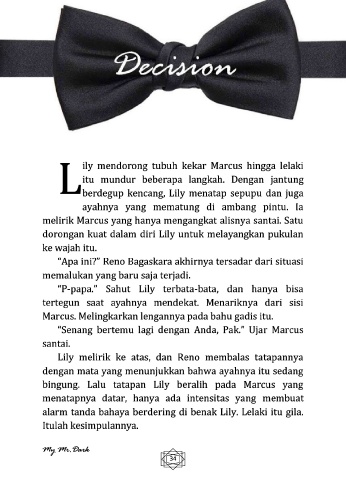 Decision
Lily mendorong tubuh kekar Marcus hingga lelaki
itu mundur beberapa langkah. Dengan jantung
berdegup kencang, Lily menatap sepupu dan juga
ayahnya yang mematung di ambang pintu. Ia
melirik Marcus yang hanya mengangkat alisnya santai. Satu
dorongan kuat dalam diri Lily untuk melayangkan pukulan
ke wajah itu.
"Apa ini?" Reno Bagaskara akhirnya tersadar dari situasi
memalukan yang baru saja terjadi.
"P-papa." Sahut Lily terbata-bata, dan hanya bisa
tertegun saat ayahnya mendekat. Menariknya dari sisi
Marcus. Melingkarkan lengannya pada bahu gadis itu.
"Senang bertemu lagi dengan Anda, Pak." Ujar Marcus
santai.
Lily melirik ke atas, dan Reno membalas tatapannya
dengan mata yang menunjukkan bahwa ayahnya itu sedang
bingung. Lalu tatapan Lily beralih pada Marcus yang
menatapnya datar, hanya ada intensitas yang membuat
alarm tanda bahaya berdering di benak Lily. Lelaki itu gila.
Itulah kesimpulannya.
My Mr. Dark
34